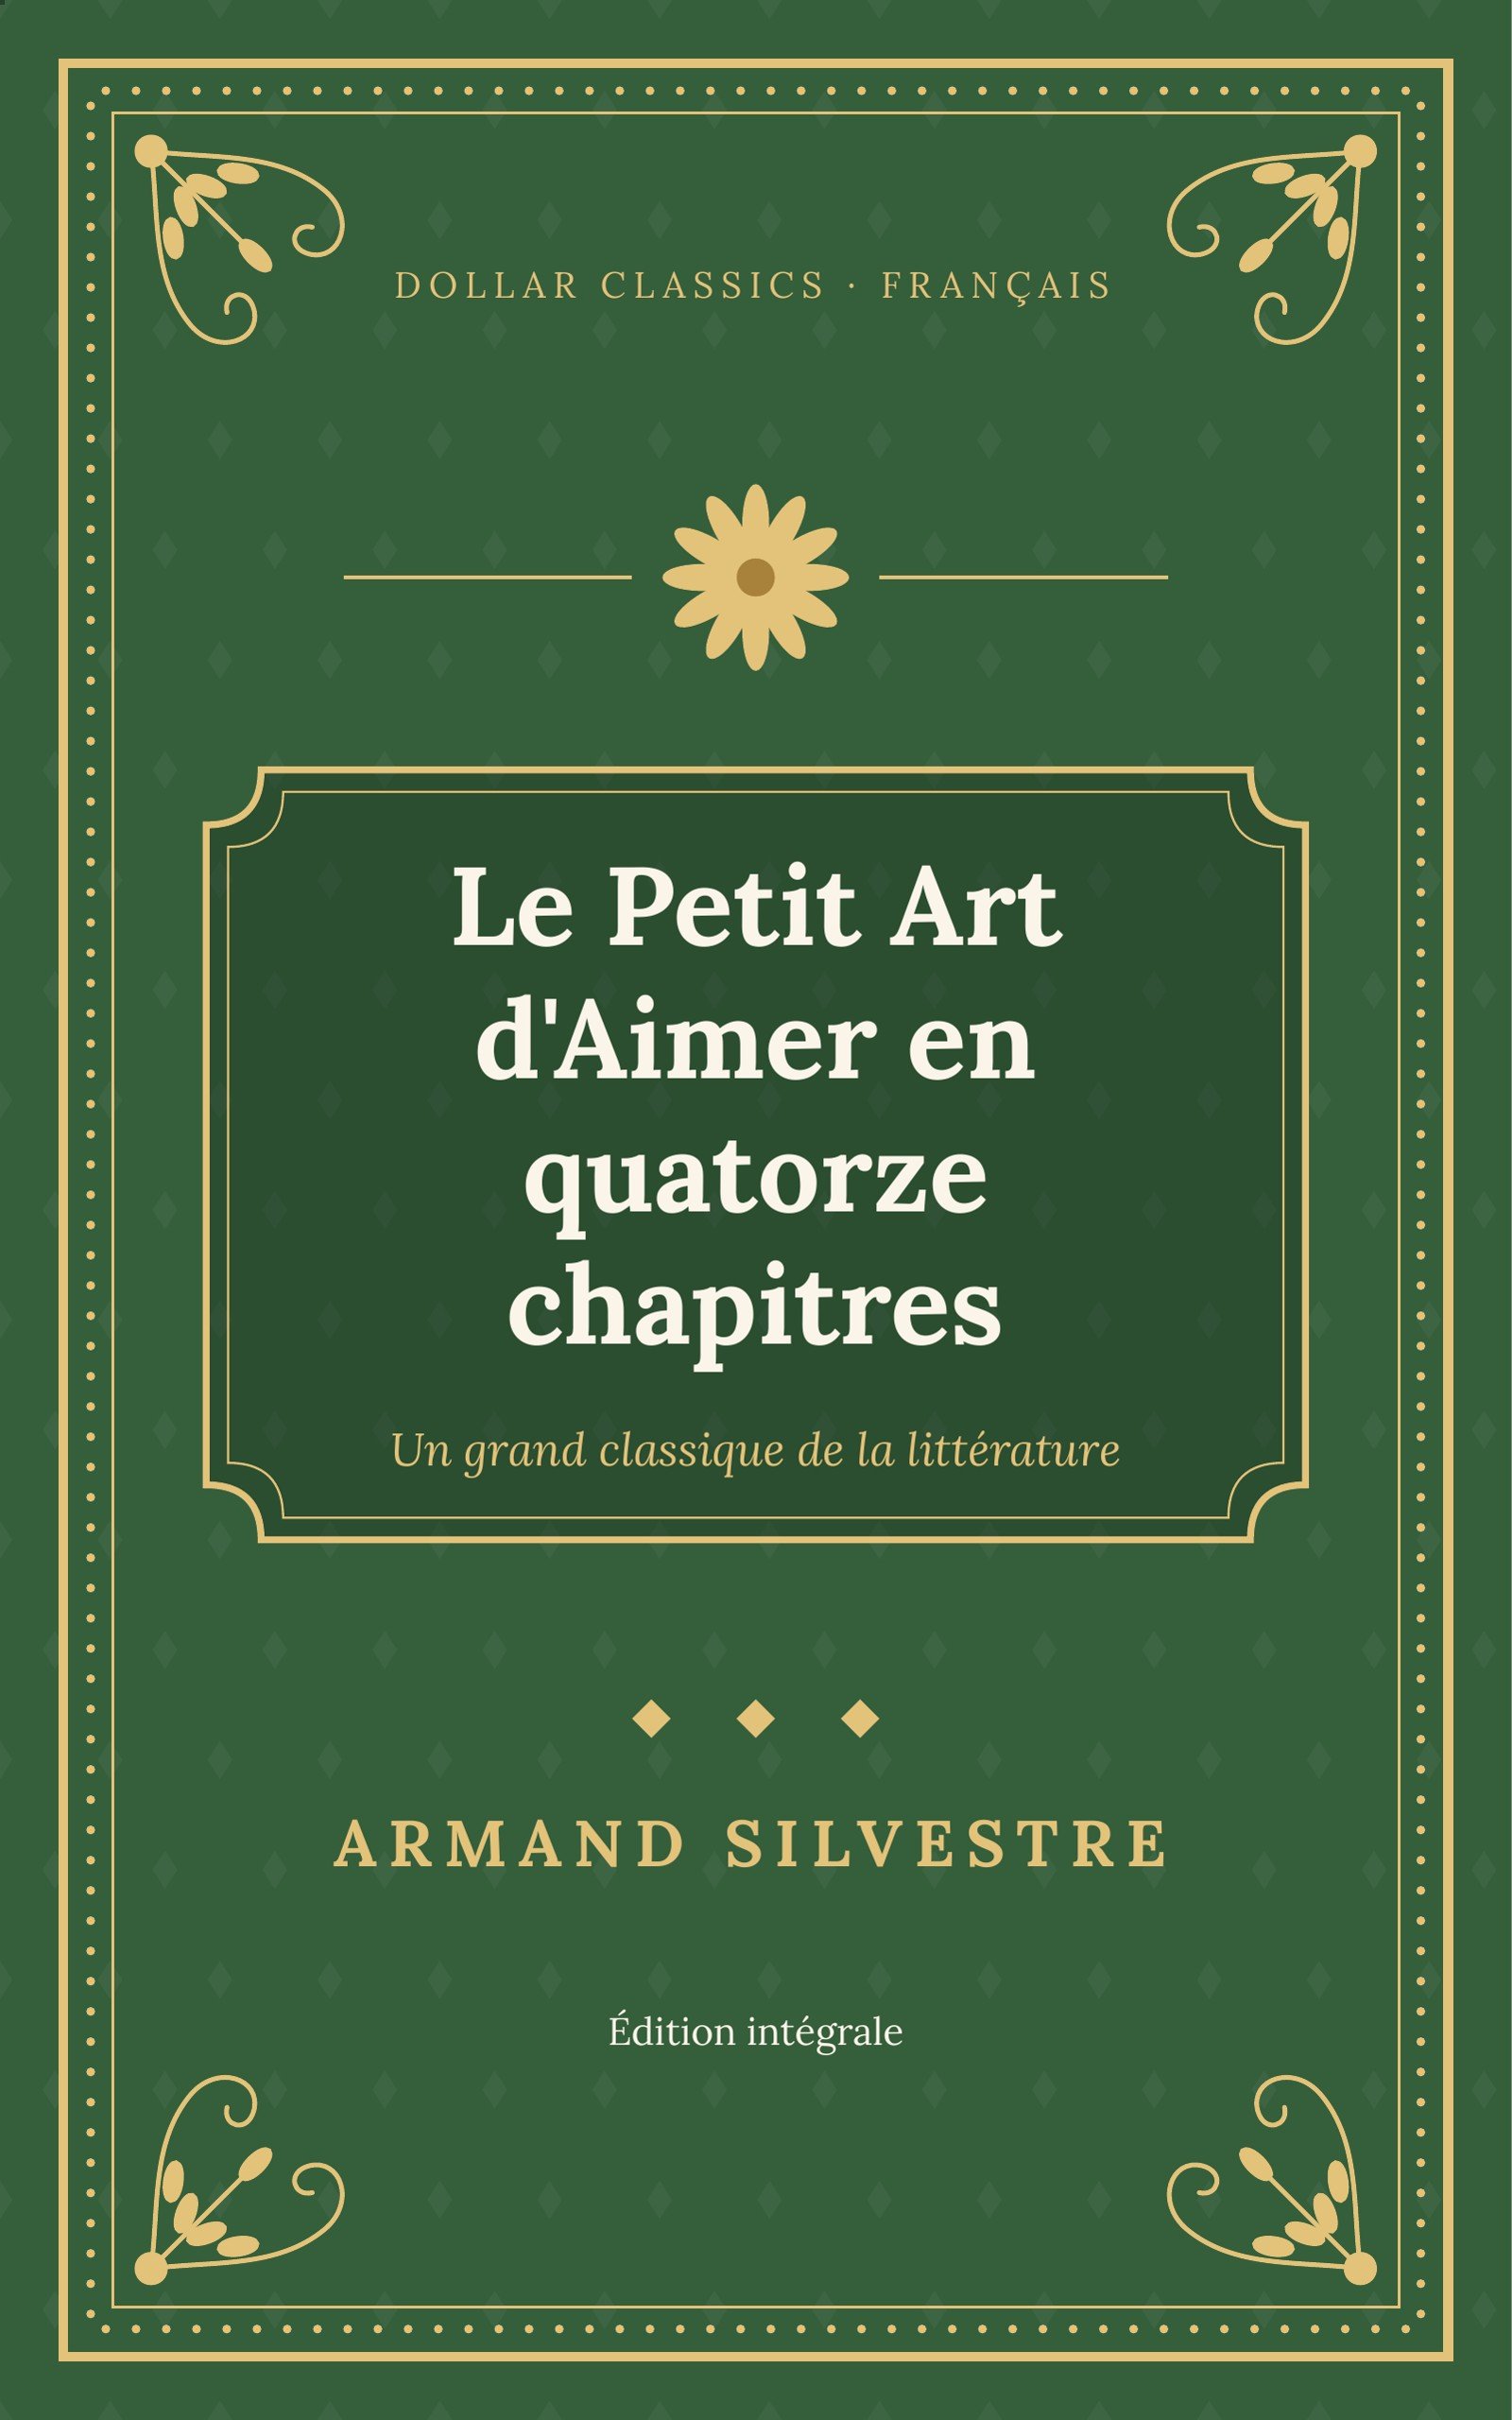 DOLLAR CLASSICS · FRANÇAIS
Le Petit Art
d'Aimer en
quatorze
chapitres
Un grand classique de la littérature
ARMAND SILVESTRE
Édition intégrale